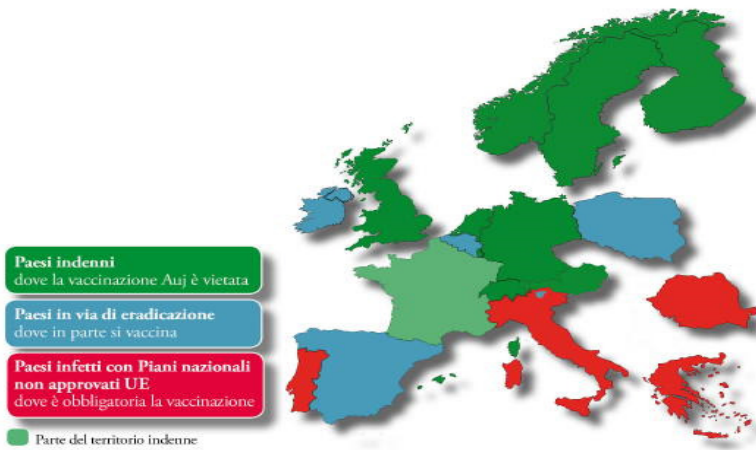 Paesi indenni
dove la vaccinazione Auj è vietata
Paesi in via di eradicazione
dove in parte si vaccina
Paesi infetti con Piani nazionali
non approvati UE
dove è obbligatoria la vaccinazione
Parte del territorio indenne